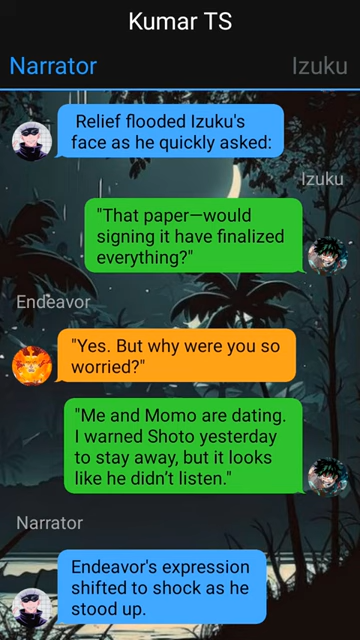 Kumar TS
Narrator
Izuku
Relief flooded Izuku's
face as he quickly asked:
Izuku
"That paper—would
signing it have finalized
everything?"
Endeavor
"Yes. But why were you so
worried?"
"Me and Momo are dating.
I warned Shoto yesterday
to stay away, but it looks
like he didn’t listen."
Narrator
Endeavor's expression
shifted to shock as he
stood up.